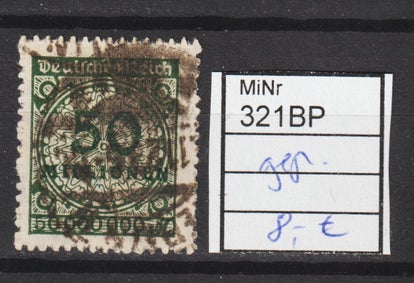 Deutsches Reich
50
MILLIONEN
MiNr
321BP
gepr.
8,- €